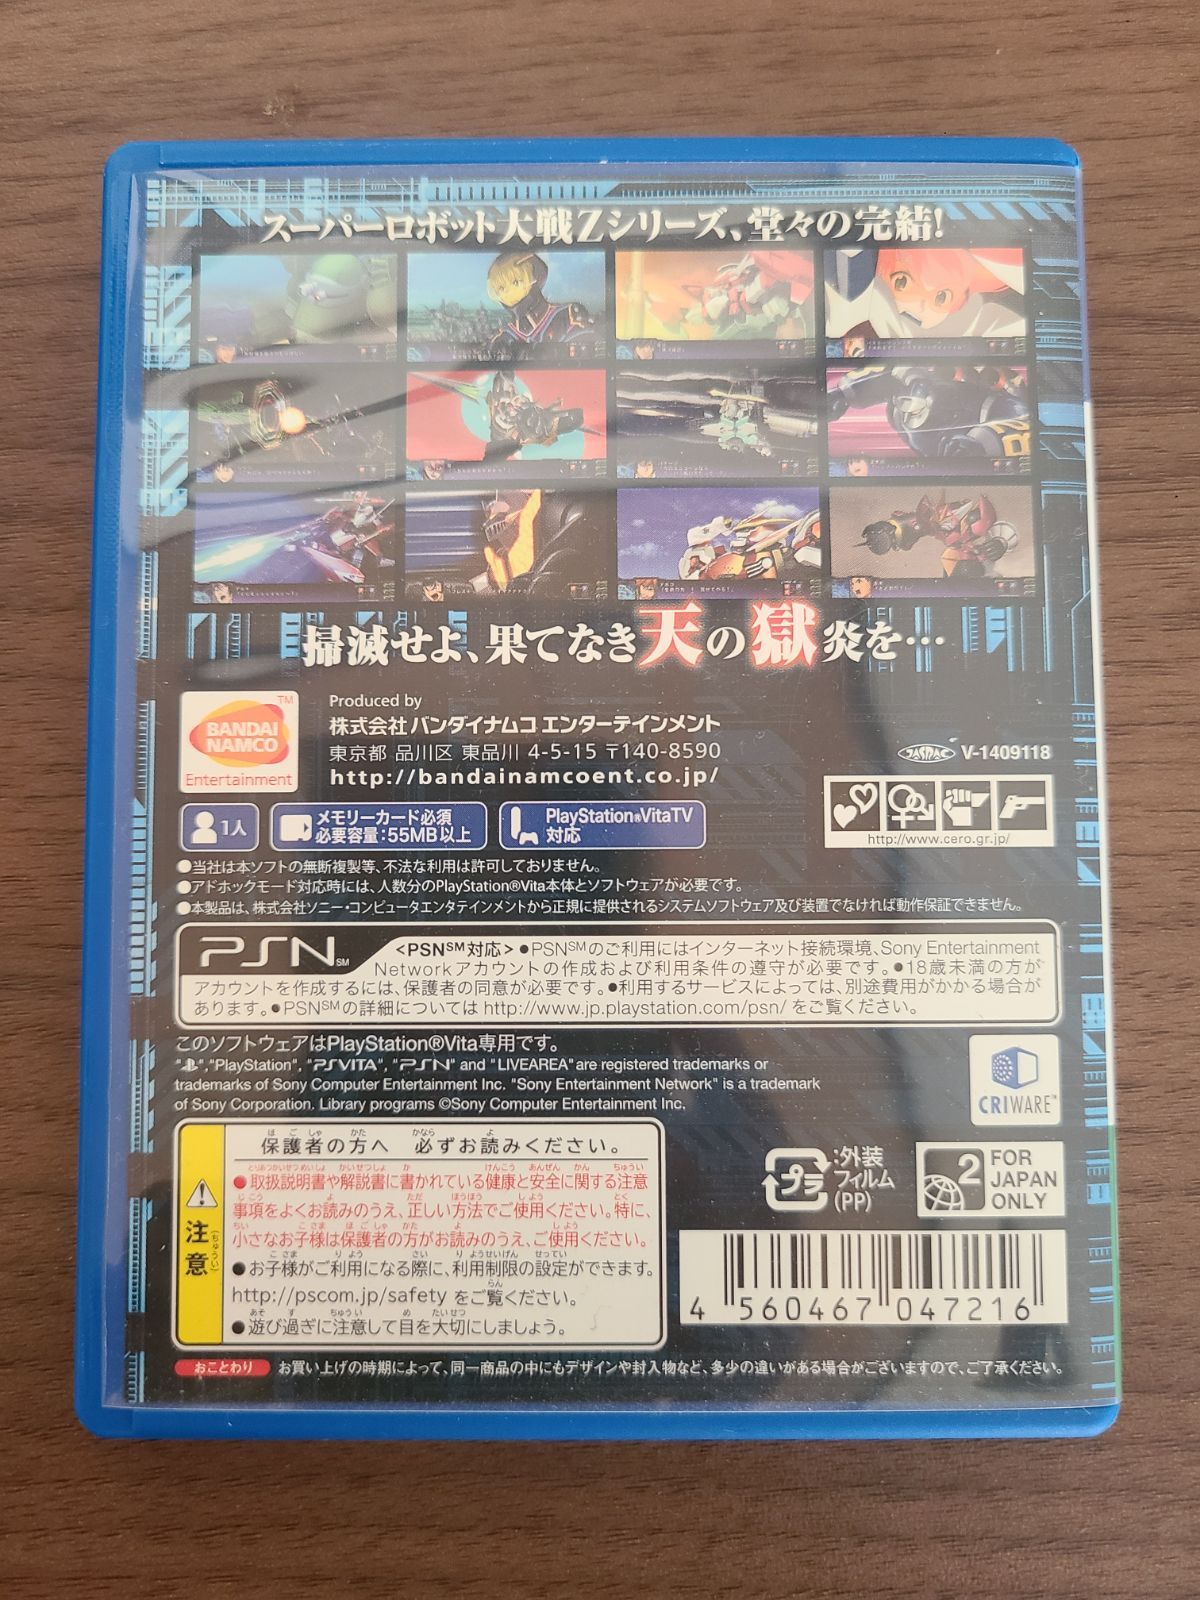 スーパーロボット大戦Zシリーズ、堂々の完結!
掃滅せよ、果てなき天の獄炎を…
BANDAI
NAMCO
Entertainment
TM
Produced by
株式会社 バンダイナムコ エンターテインメント
東京都 品川区 東品川 4-5-15 〒140-8590
http://bandainamcoent.co.jp/
JASRAC V-1409118
1人
メモリーカード必須
必要容量:55MB以上
PlayStation®VitaTV
対応
http://www.cero.gr.jp/
●当社は本ソフトの無断複製等、不法な利用は許可しておりません。
●アドホックモード対応時には、人数分のPlayStation®Vita本体とソフトウェアが必要です。
●本製品は、株式会社ソニー・コンピュータエンタテインメントから正規に提供されるシステムソフトウェア及び装置でなければ動作保証できません。
PSN SM
<PSN℠対応> ●PSN℠のご利用にはインターネット接続環境、Sony Entertainment
Networkアカウントの作成および利用条件の遵守が必要です。●18歳未満の方が
アカウントを作成するには、保護者の同意が必要です。●利用するサービスによっては、別途費用がかかる場合が
あります。●PSN℠の詳細については http://www.jp.playstation.com/psn/ をご覧ください。
このソフトウェアはPlayStation®Vita専用です。
"PS", "PlayStation", "PSVITA", "PSN" and "LIVEAREA" are registered trademarks or
trademarks of Sony Computer Entertainment Inc. "Sony Entertainment Network" is a trademark
of Sony Corporation. Library programs ©Sony Computer Entertainment Inc.
CRIWARE™
注意
ちゅうい
保護者の方へ 必ずお読みください。
●取扱説明書や解説書に書かれている健康と安全に関する注意
事項をよくお読みのうえ、正しい方法でご使用ください。特に、
小さなお子様は保護者の方がお読みのうえ、ご使用ください。
●お子様がご利用になる際に、利用制限の設定ができます。
http://pscom.jp/safety をご覧ください。
●遊び過ぎに注意して目を大切にしましょう。
プラ
:外装
フィルム
(PP)
2
FOR
JAPAN
ONLY
4 560467 047216
おことわり お買い上げの時期によって、同一商品の中にもデザインや封入物など、多少の違いがある場合がございますので、ご了承ください。